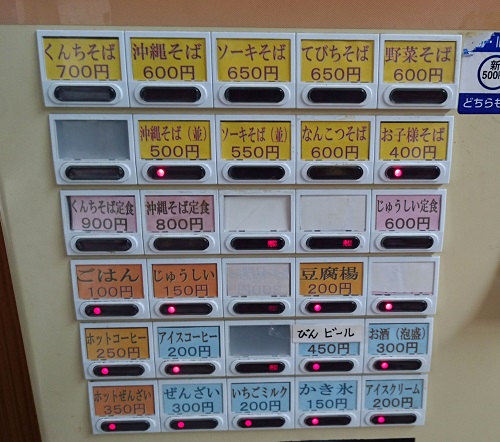 くんちそば
700円
沖縄そば
600円
ソーキそば
650円
てびちそば
650円
野菜そば
600円
沖縄そば(並)
500円
ソーキそば(並)
550円
なんこつそば
600円
お子様そば
400円
くんちそば定食
900円
沖縄そば定食
800円
じゅうしい定食
600円
ごはん
100円
じゅうしい
150円
豆腐楊
200円
ホットコーヒー
250円
アイスコーヒー
200円
びん ビール
450円
お酒(泡盛)
300円
ホットぜんざい
350円
ぜんざい
300円
いちごミルク
200円
かき氷
150円
アイスクリーム
200円
新
500円
どちらも